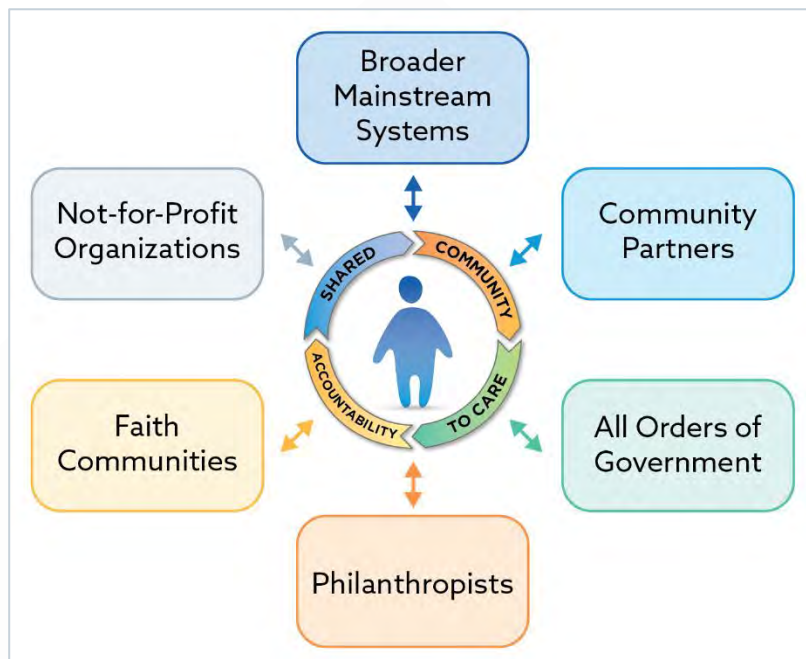 Broader
Mainstream
Systems
Not-for-Profit
Organizations
Community
Partners
SHARED
COMMUNITY
ACCOUNTABILITY
TO CARE
Faith
Communities
All Orders of
Government
Philanthropists